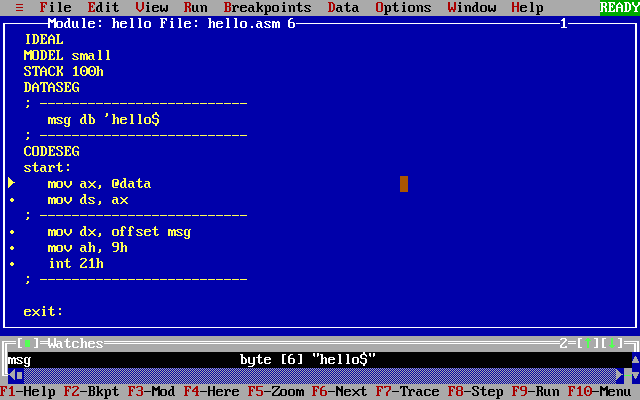 ≡ File Edit View Run Breakpoints Data Options Window Help READY
Module: hello File: hello.asm 6 1
IDEAL
MODEL small
STACK 100h
DATASEG
; --------------------------
msg db 'hello$
; --------------------------
CODESEG
start:
mov ax, @data
mov ds, ax
; --------------------------
mov dx, offset msg
mov ah, 9h
int 21h
; --------------------------
exit:
[■]Watches 2[↑][↓]
msg byte [6] "hello$"
F1-Help F2-Bkpt F3-Mod F4-Here F5-Zoom F6-Next F7-Trace F8-Step F9-Run F10-Menu